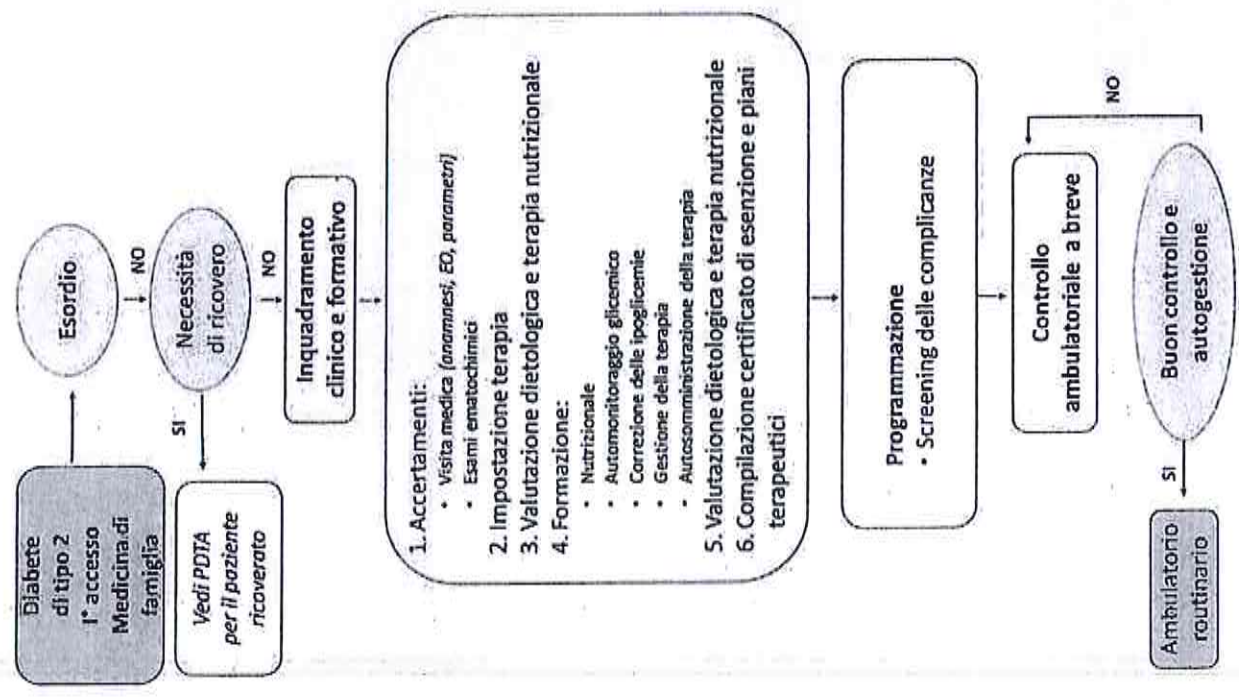 Diabete
di tipo 2
I° accesso
Medicina di
famiglia
Esordio
NO
Necessità
di ricovero
SI
Vedi PDTA
per il paziente
ricoverato
NO
Inquadramento
clinico e formativo
1. Accertamenti:
• Visita medica (anamnesi, EO, parametri)
• Esami ematochimici
2. Impostazione terapia
3. Valutazione dietologica e terapia nutrizionale
4. Formazione:
• Nutrizionale
• Automonitoraggio glicemico
• Correzione delle ipoglicemie
• Gestione della terapia
• Autosomministrazione della terapia
5. Valutazione dietologica e terapia nutrizionale
6. Compilazione certificato di esenzione e piani
terapeutici
Programmazione
• Screening delle complicanze
Controllo
ambulatoriale a breve
NO
Buon controllo e
autogestione
SI
Ambulatorio
routinario